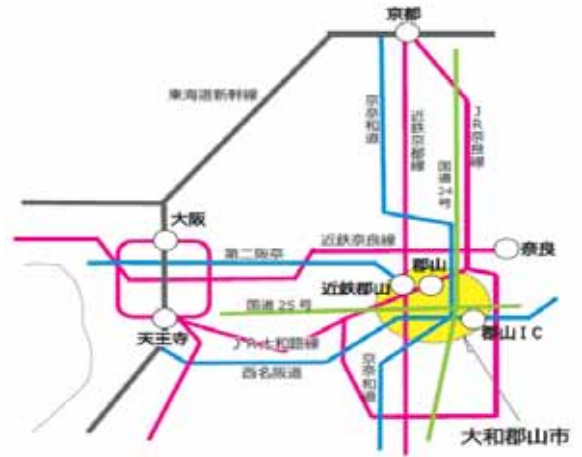 京都
東海道新幹線
京奈和道
近鉄京都線
国道24号
JR奈良線
大阪
近鉄奈良線
奈良
第二阪奈
郡山
近鉄郡山
国道25号
天王寺
JR大和路線
郡山IC
西名阪道
京奈和道
大和郡山市